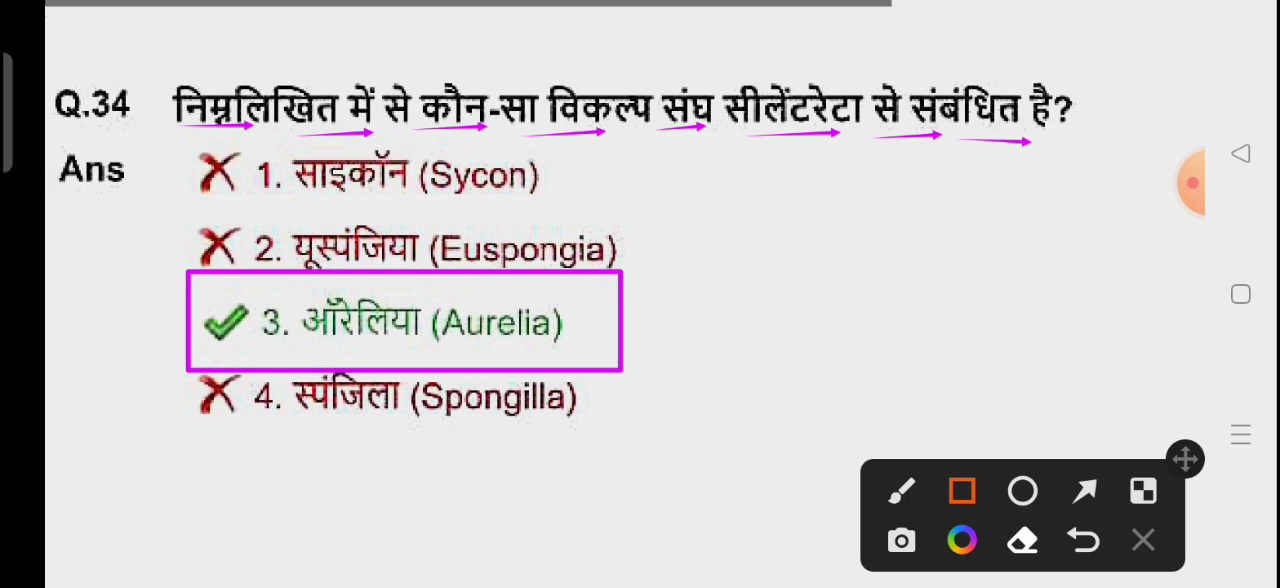 Q.34 निम्नलिखित में से कौन-सा विकल्प संघ सीलेंटरेटा से संबंधित है?
Ans 1. साइकॉन (Sycon)
2. यूस्पंजिया (Euspongia)
3. ऑरेलिया (Aurelia)
4. स्पंजिला (Spongilla)